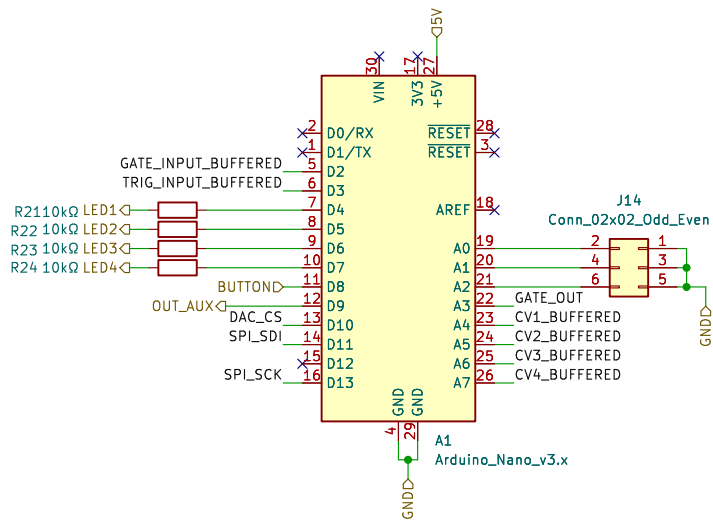 5V
30
17
27
VIN
3V3
+5V
2 D0/RX RESET 28
1 D1/TX RESET 3
GATE_INPUT_BUFFERED 5 D2
TRIG_INPUT_BUFFERED 6 D3
R21 10kΩ LED1 7 D4 AREF 18
R22 10kΩ LED2 8 D5
R23 10kΩ LED3 9 D6
R24 10kΩ LED4 10 D7
BUTTON 11 D8
OUT_AUX 12 D9
DAC_CS 13 D10
SPI_SDI 14 D11
15 D12
SPI_SCK 16 D13
J14
Conn_02x02_Odd_Even
A0 19 2 1
A1 20 4 3
A2 21 6 5
A3 22 GATE_OUT
A4 23 CV1_BUFFERED
A5 24 CV2_BUFFERED
A6 25 CV3_BUFFERED
A7 26 CV4_BUFFERED
GND
GND
GND
4
29
A1
Arduino_Nano_v3.x
GND